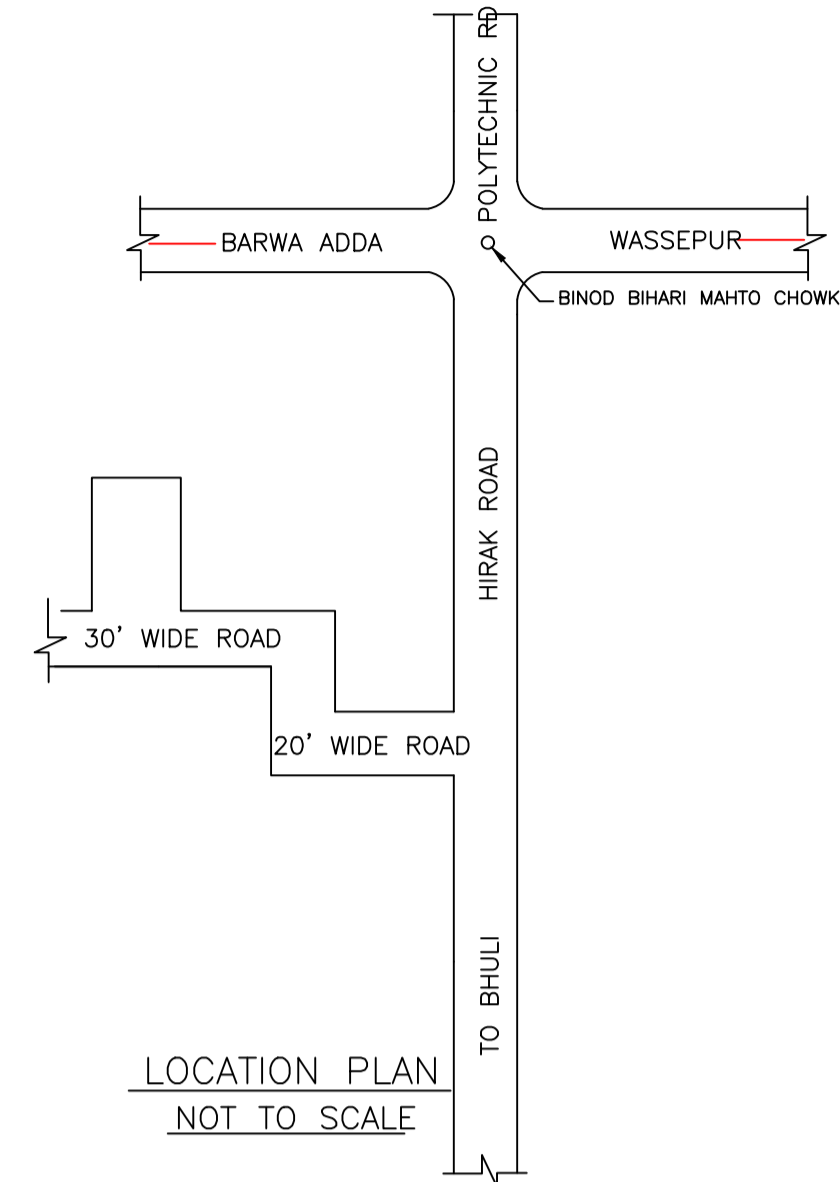 POLYTECHNIC RD
BARWA ADDA
WASSEPUR
BINOD BIHARI MAHTO CHOWK
HIRAK ROAD
30' WIDE ROAD
20' WIDE ROAD
TO BHULI
LOCATION PLAN
NOT TO SCALE